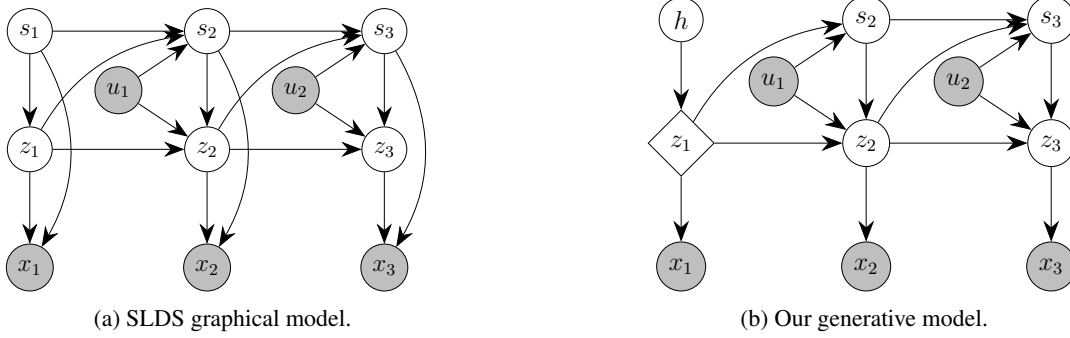 s₁ s₂ s₃ h s₂ s₃
u₁ u₂ u₁ u₂
z₁ z₂ z₃ z₁ z₂ z₃
x₁ x₂ x₃ x₁ x₂ x₃
(a) SLDS graphical model. (b) Our generative model.